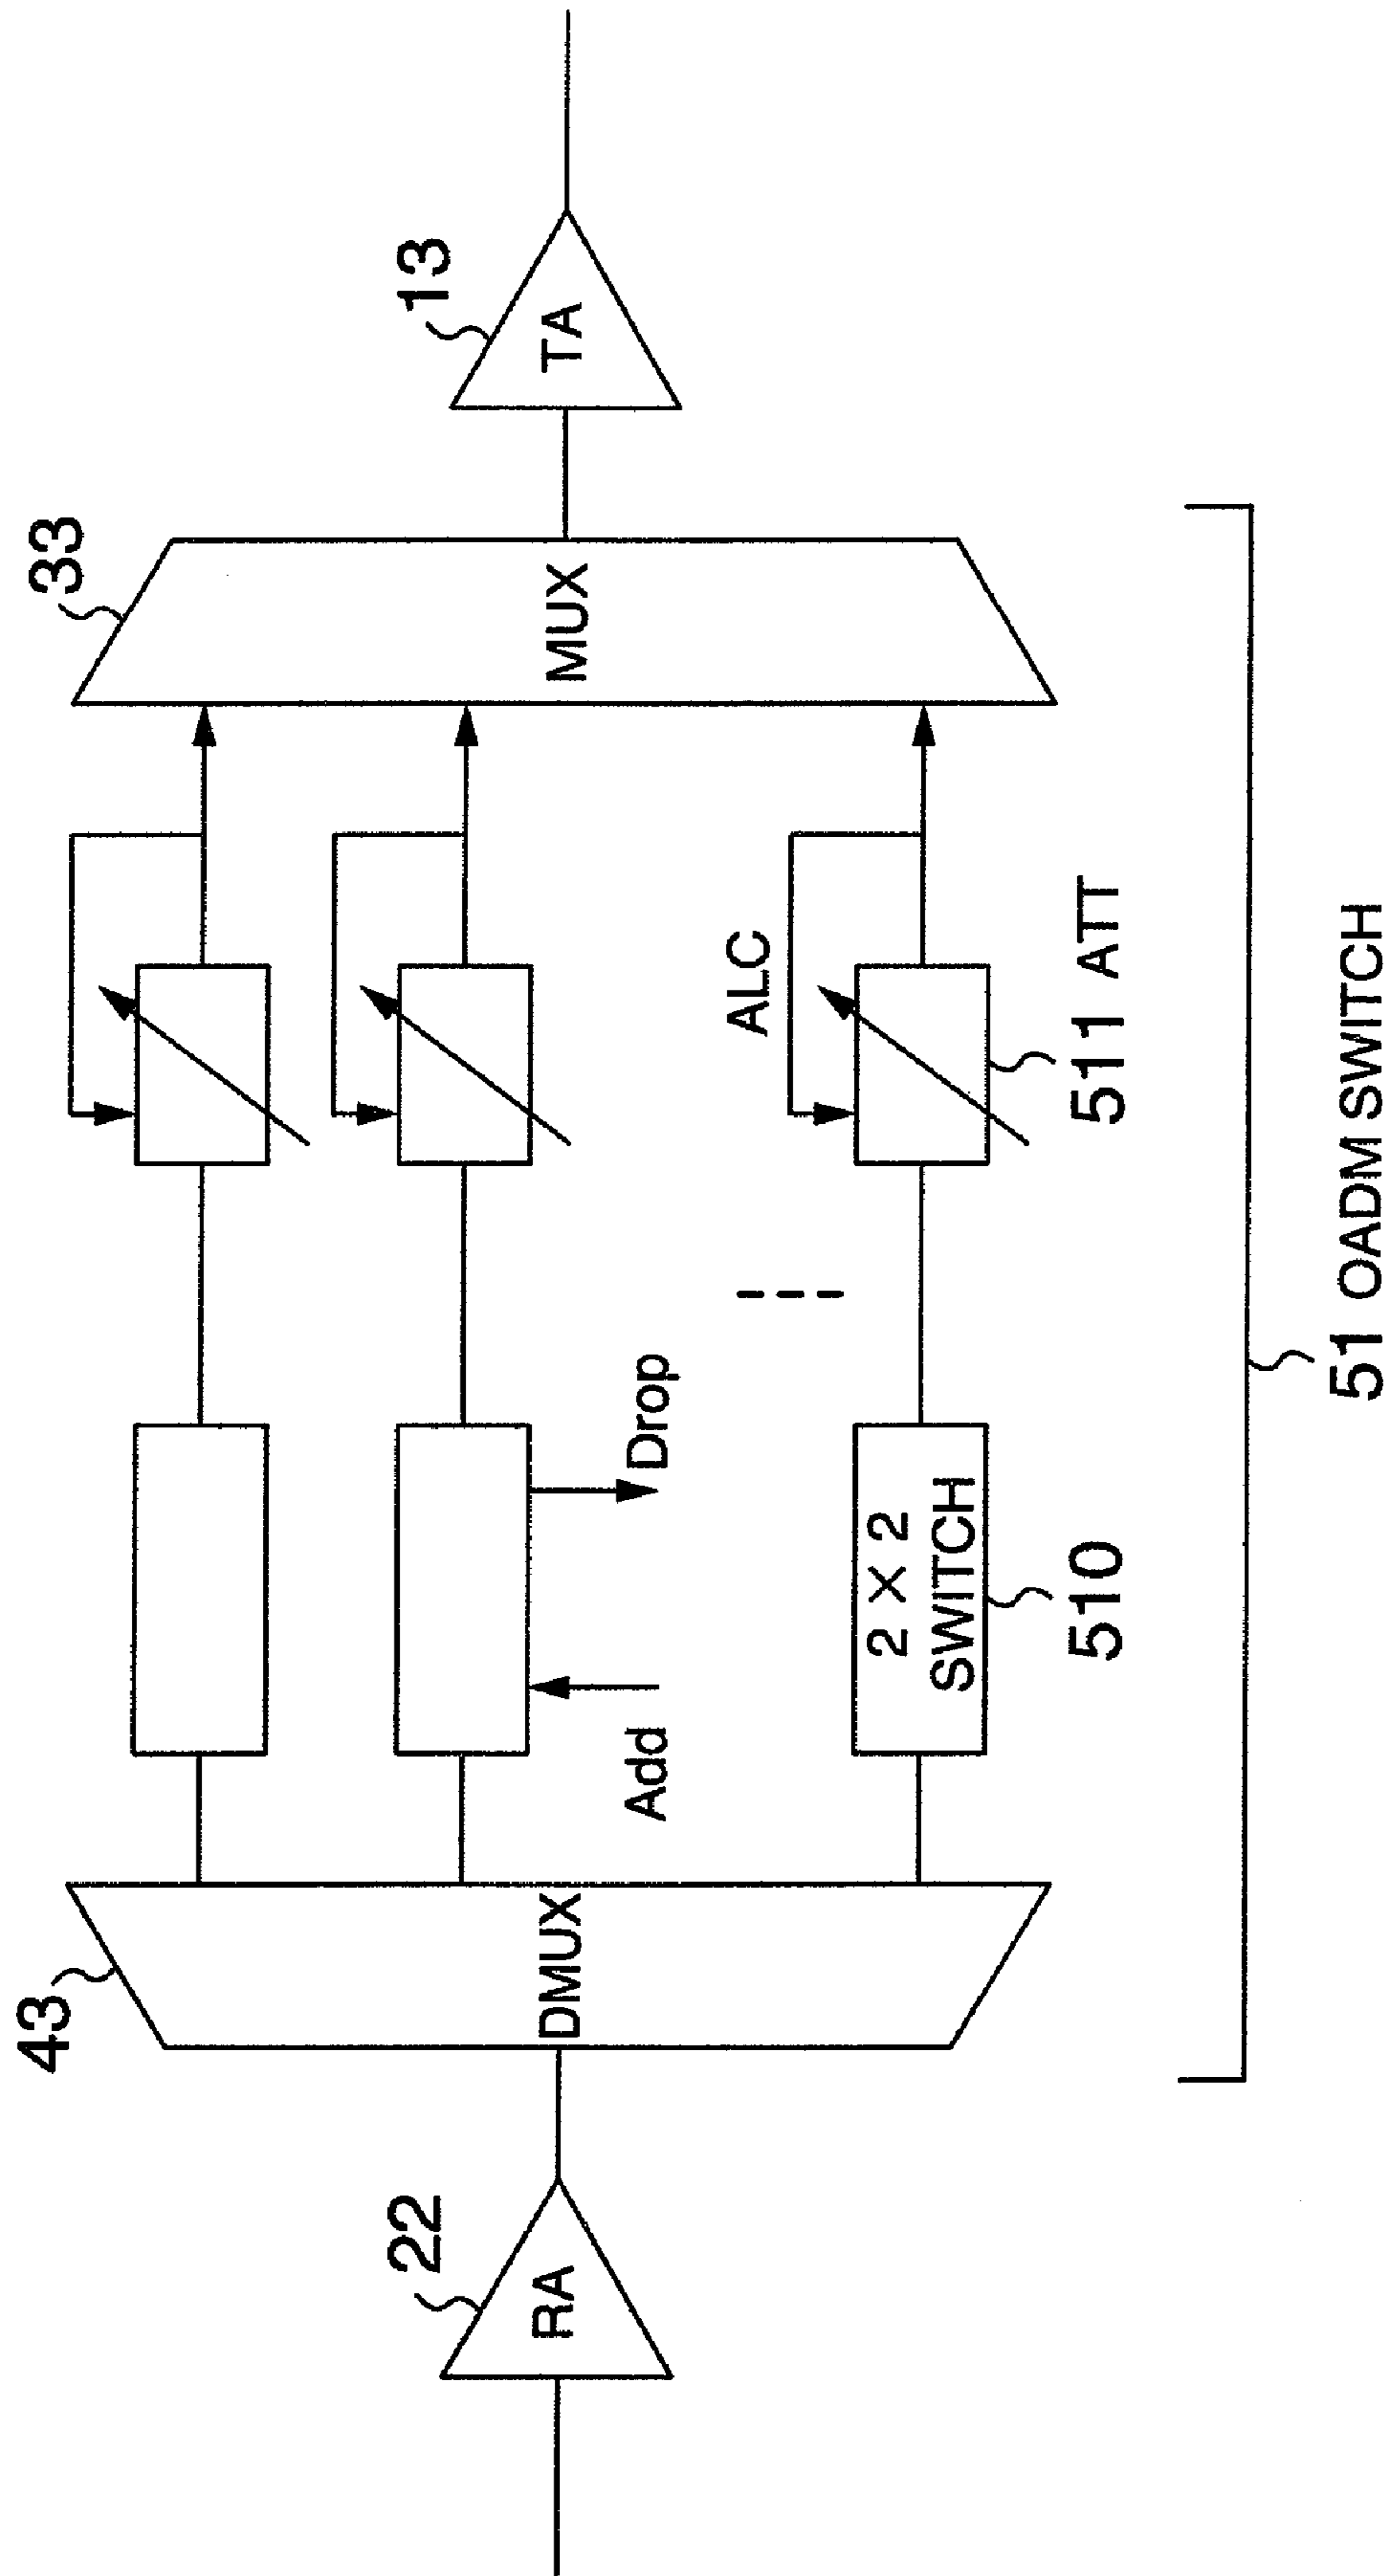 43
33
22
13
RA
DMUX
MUX
TA
Add
Drop
ALC
2 × 2
SWITCH
510
511 ATT
51 OADM SWITCH